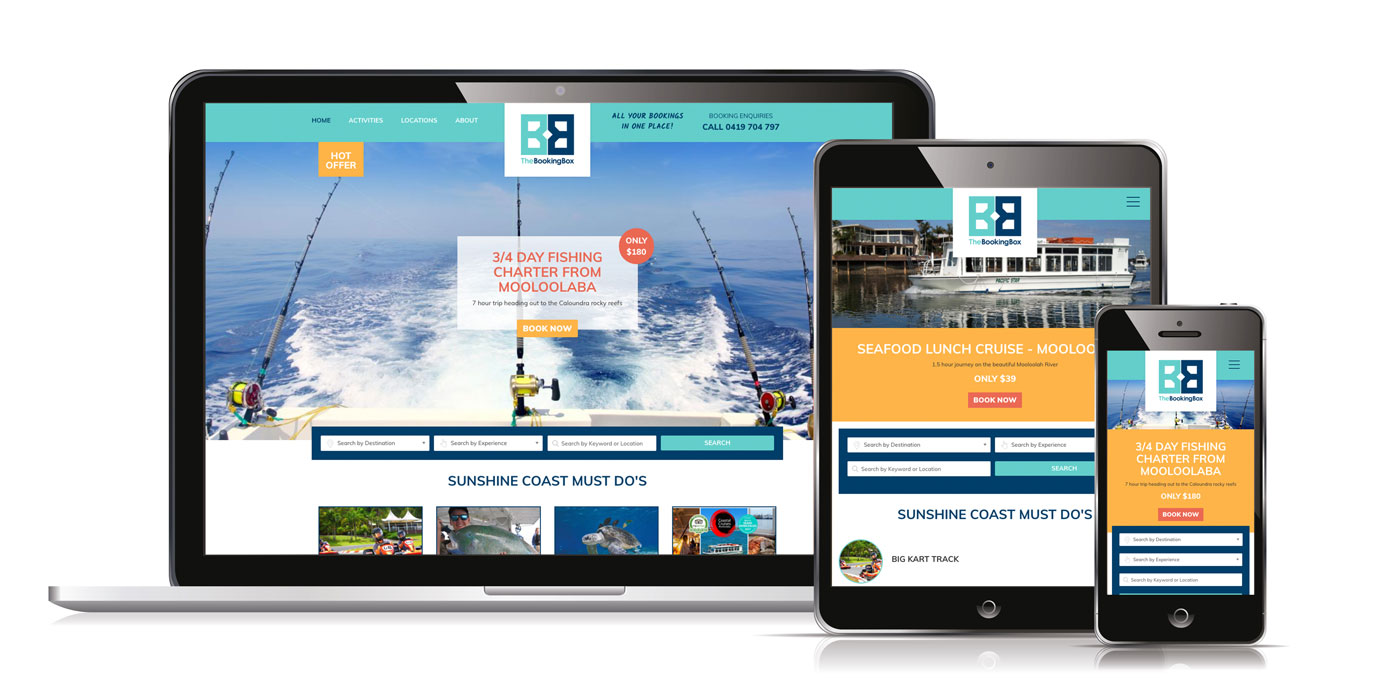 HOME ACTIVITIES LOCATIONS ABOUT
TheBookingBox
ALL YOUR BOOKINGS
IN ONE PLACE!
BOOKING ENQUIRIES
CALL 0419 704 797
HOT
OFFER
ONLY
$180
3/4 DAY FISHING
CHARTER FROM
MOOLOOLABA
7 hour trip heading out to the Caloundra rocky reefs
BOOK NOW
Search by Destination Search by Experience Search by Keyword or Location SEARCH
SUNSHINE COAST MUST DO'S
TheBookingBox
PACIFIC STAR
SEAFOOD LUNCH CRUISE - MOOLOO
1.5 hour journey on the beautiful Mooloolah River
ONLY $39
BOOK NOW
Search by Destination Search by Experience
Search by Keyword or Location SEARCH
SUNSHINE COAST MUST DO'S
BIG KART TRACK
TheBookingBox
3/4 DAY FISHING
CHARTER FROM
MOOLOOLABA
7 hour trip heading out to the Caloundra rocky reefs
ONLY $180
BOOK NOW
Search by Destination
Search by Experience
Search by Keyword or Location